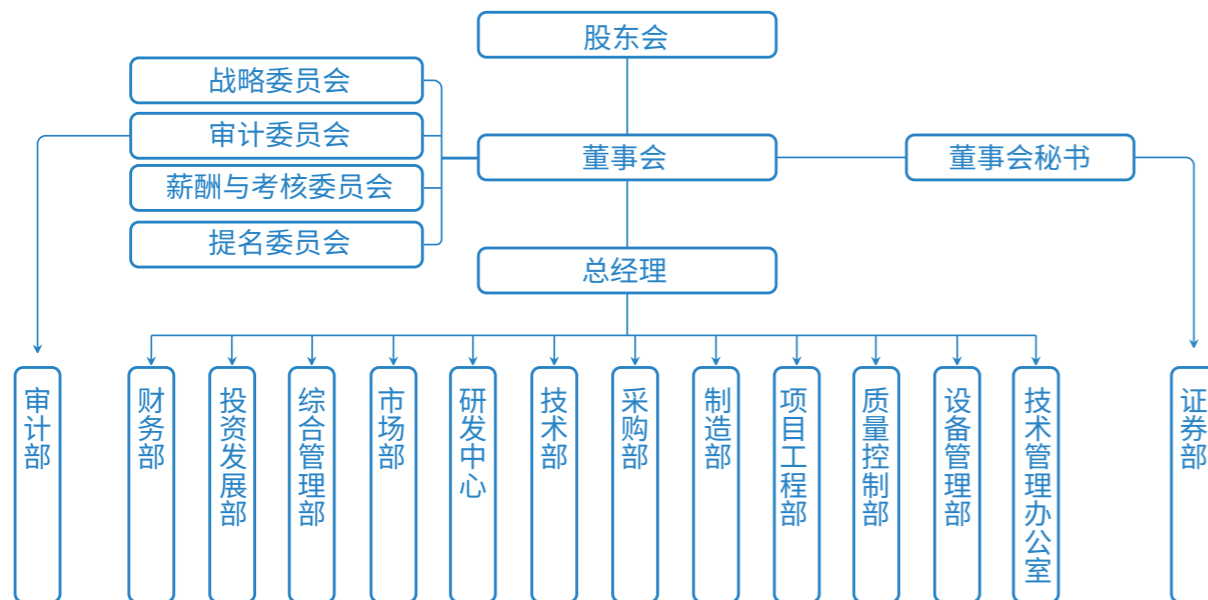 股东会
战略委员会
审计委员会
董事会
董事会秘书
薪酬与考核委员会
提名委员会
总经理
审计部
财务部
投资发展部
综合管理部
市场部
研发中心
技术部
采购部
制造部
项目工程部
质量控制部
设备管理部
技术管理办公室
证券部